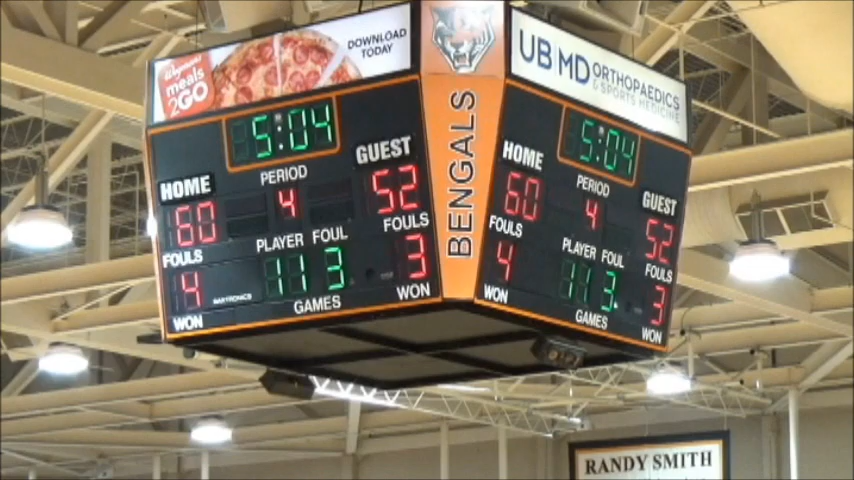 Walgreens
meals
2GO
DOWNLOAD
TODAY
5:04
HOME
PERIOD
GUEST
60
4
52
FOULS
PLAYER FOUL
FOULS
4
11 3
3
WON
GAMES
WON
BENGALS
UB|MD ORTHOPAEDICS
& SPORTS MEDICINE
5:04
HOME
PERIOD
GUEST
60
4
52
FOULS
PLAYER FOUL
FOULS
4
11 3
3
WON
GAMES
WON
RANDY SMITH